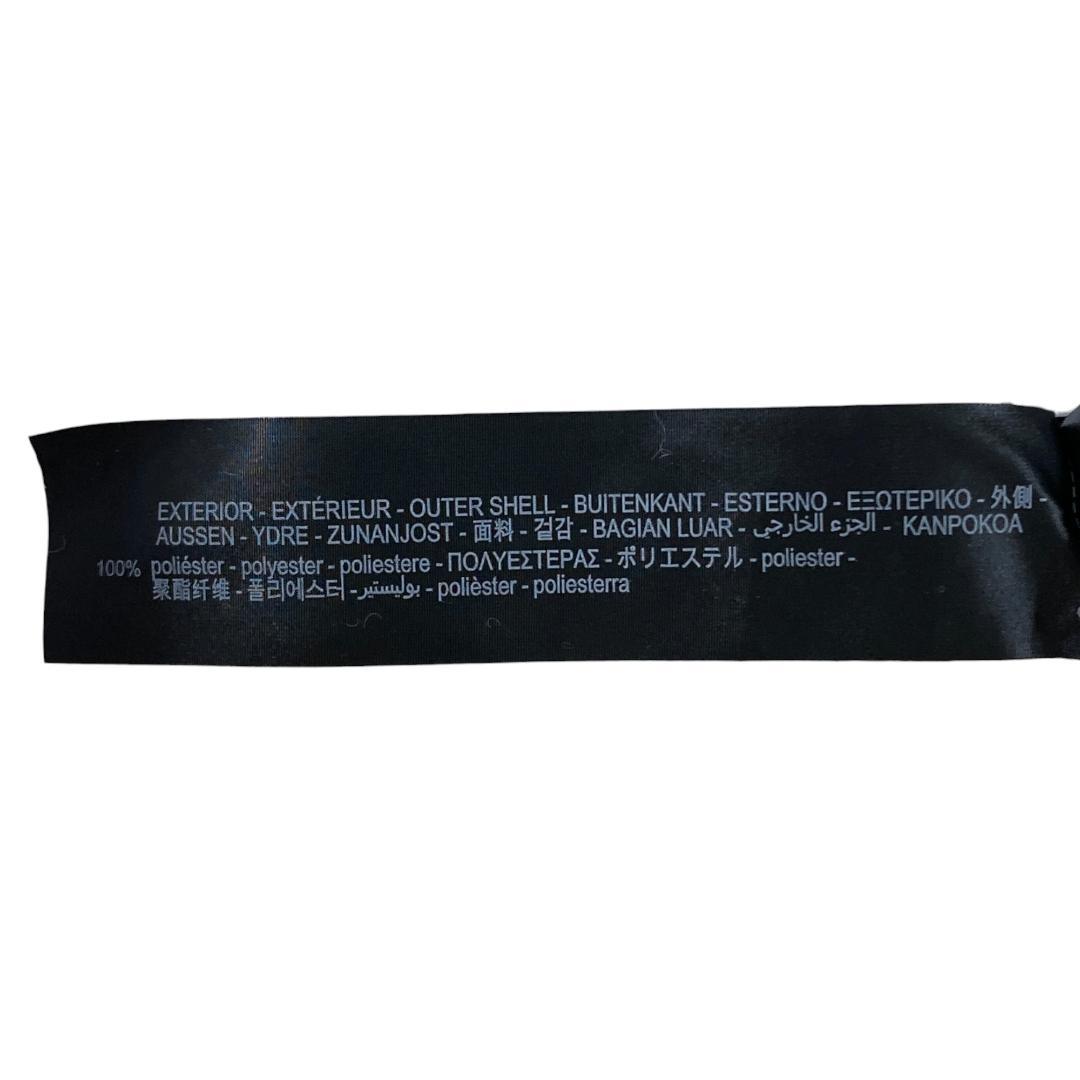 EXTERIOR - EXTÉRIEUR - OUTER SHELL - BUITENKANT - ESTERNO - ΕΞΩΤΕΡΙΚΟ - 外側 -
AUSSEN - YDRE - ZUNANJOST - 面料 - 겉감 - BAGIAN LUAR - الجزء الخارجي - KANPOKOA
100% poliéster - polyester - poliestere - ΠΟΛΥΕΣΤΕΡΑΣ - ポリエステル - poliester -
聚酯纤维 - 폴리에스터 - بوليستير - polièster - poliesterra